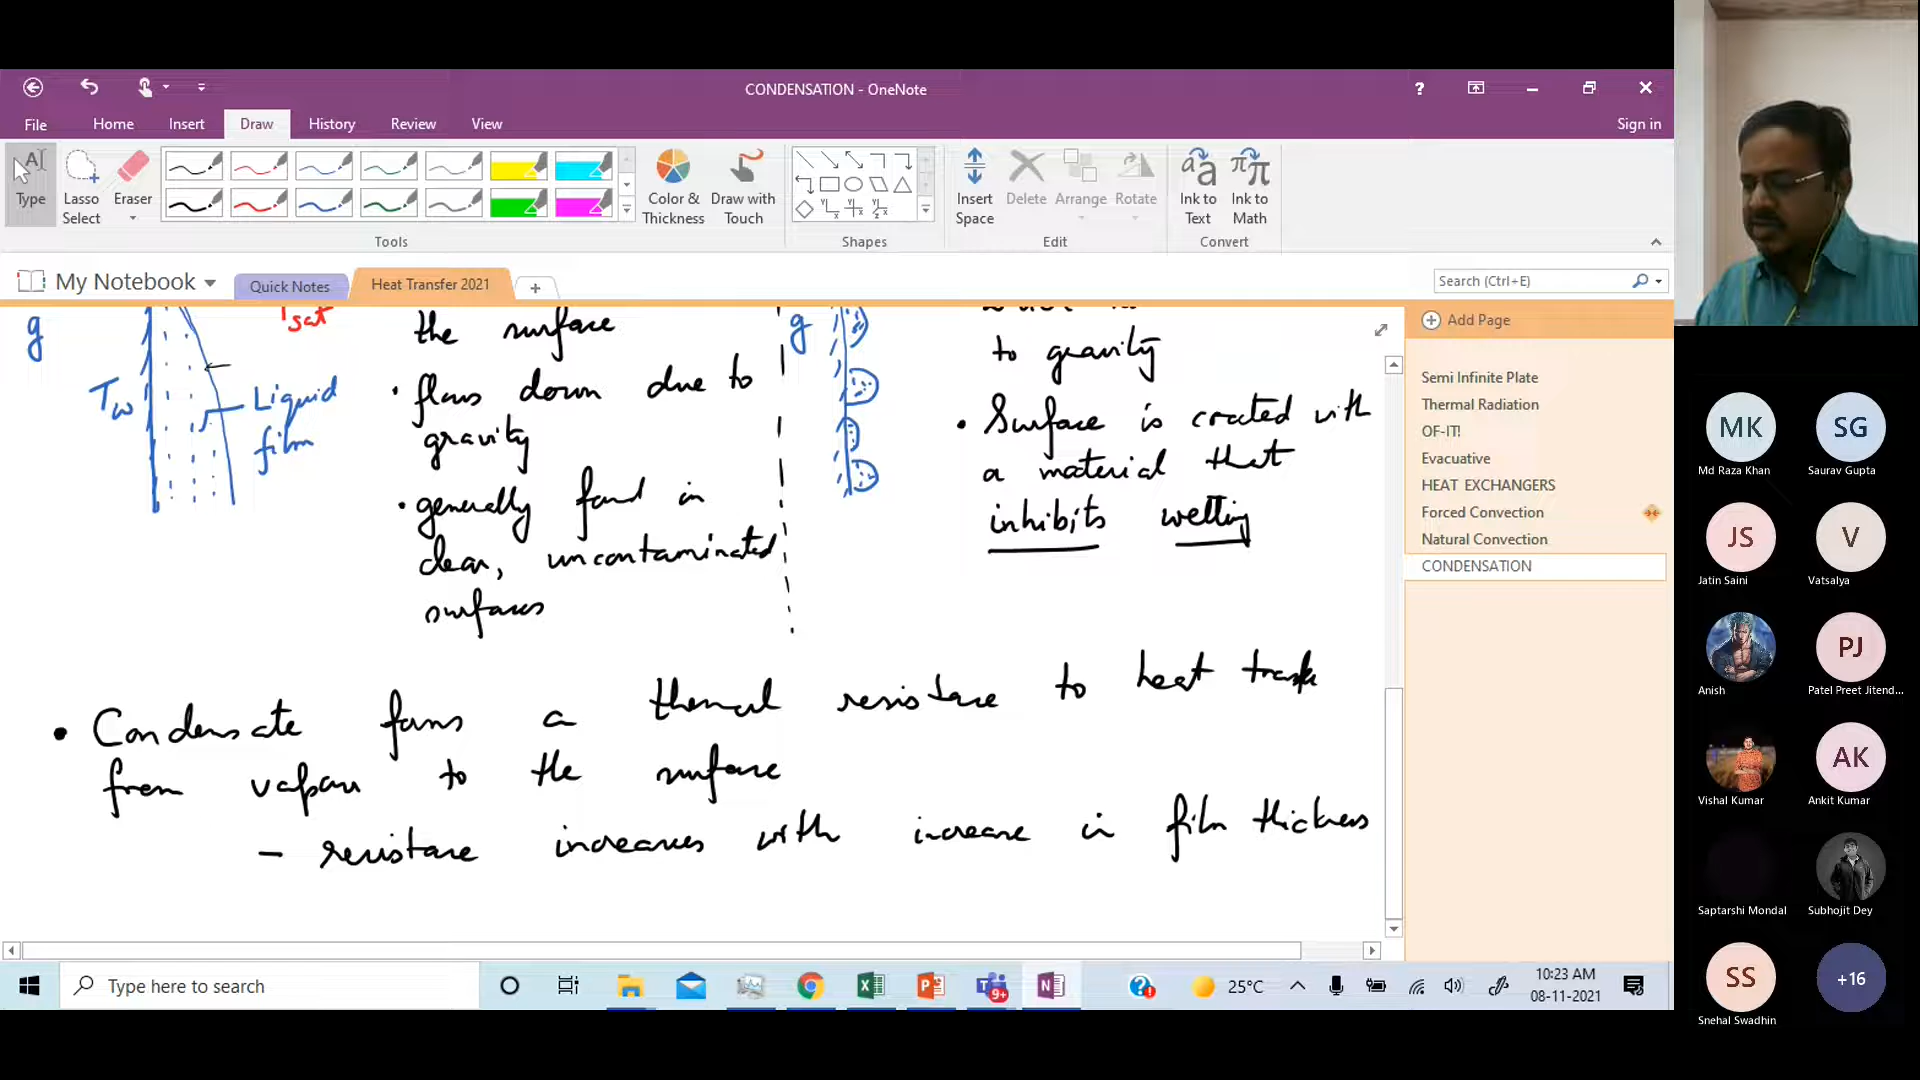 CONDENSATION - OneNote
?
File
Home
Insert
Draw
History
Review
View
Sign in
Type
Lasso Select
Eraser
Color & Thickness
Draw with Touch
Insert Space
Delete
Arrange
Rotate
Ink to Text
Ink to Math
Tools
Shapes
Edit
Convert
My Notebook
Quick Notes
Heat Transfer 2021
Search (Ctrl+E)
Add Page
Semi Infinite Plate
Thermal Radiation
OF-IT!
Evacuative
HEAT EXCHANGERS
Forced Convection
Natural Convection
CONDENSATION
g
Tsat
Tw
Liquid
film
the surface
• flows down due to
gravity
• generally found in
clean, uncontaminated
surfaces
g
to gravity
• Surface is coated with
a material that
inhibits wetting
• Condensate forms a thermal resistance to heat transfer
from vapour to the surface
- resistance increases with increase in film thickness
Type here to search
25°C
10:23 AM
08-11-2021
MK
Md Raza Khan
SG
Saurav Gupta
JS
Jatin Saini
V
Vatsalya
Anish
PJ
Patel Preet Jitend...
Vishal Kumar
AK
Ankit Kumar
Saptarshi Mondal
Subhojit Dey
SS
Snehal Swadhin
+16